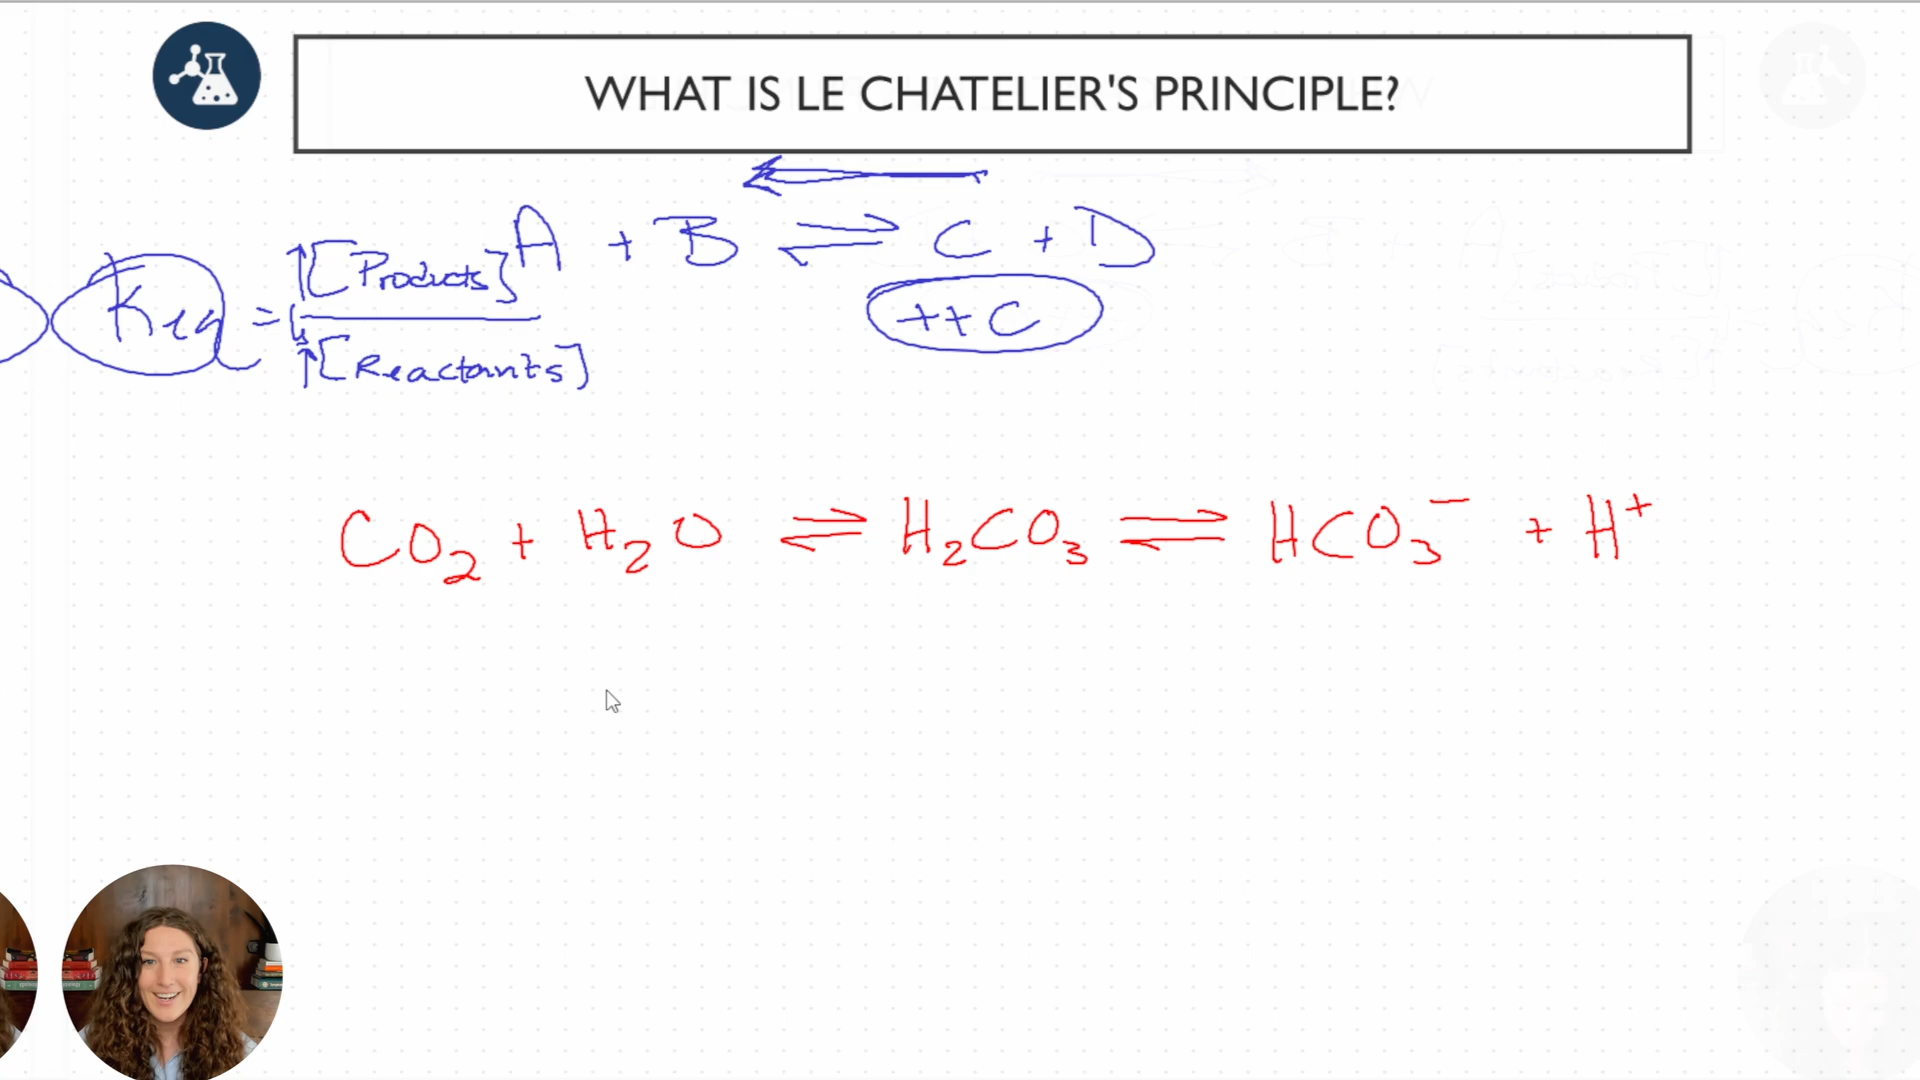 WHAT IS LE CHATELIER'S PRINCIPLE?
A + B ⇌ C + D
Keq = ↑[Products] / ↑[Reactants]
++ C
CO₂ + H₂O ⇌ H₂CO₃ ⇌ HCO₃⁻ + H⁺